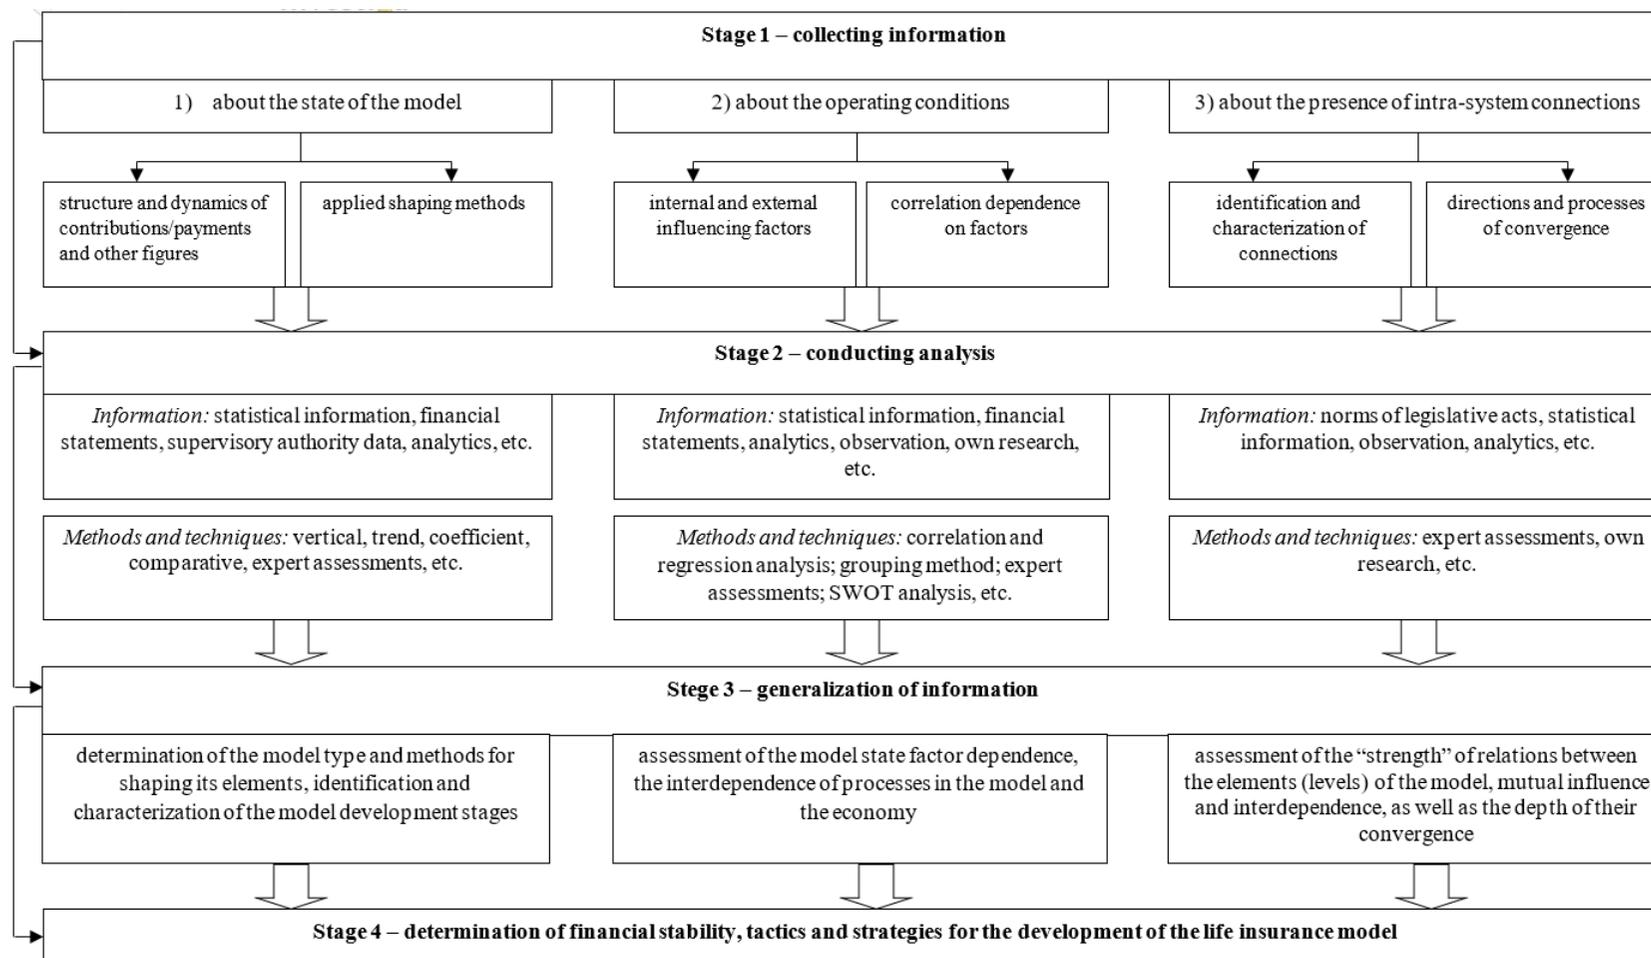 Stage 1 – collecting information
1) about the state of the model
2) about the operating conditions
3) about the presence of intra-system connections
structure and dynamics of
contributions/payments
and other figures
applied shaping methods
internal and external
influencing factors
correlation dependence
on factors
identification and
characterization of
connections
directions and processes
of convergence
Stage 2 – conducting analysis
Information: statistical information, financial
statements, supervisory authority data, analytics, etc.
Information: statistical information, financial
statements, analytics, observation, own research,
etc.
Information: norms of legislative acts, statistical
information, observation, analytics, etc.
Methods and techniques: vertical, trend, coefficient,
comparative, expert assessments, etc.
Methods and techniques: correlation and
regression analysis; grouping method; expert
assessments; SWOT analysis, etc.
Methods and techniques: expert assessments, own
research, etc.
Stege 3 – generalization of information
determination of the model type and methods for
shaping its elements, identification and
characterization of the model development stages
assessment of the model state factor dependence,
the interdependence of processes in the model and
the economy
assessment of the “strength” of relations between
the elements (levels) of the model, mutual influence
and interdependence, as well as the depth of their
convergence
Stage 4 – determination of financial stability, tactics and strategies for the development of the life insurance model